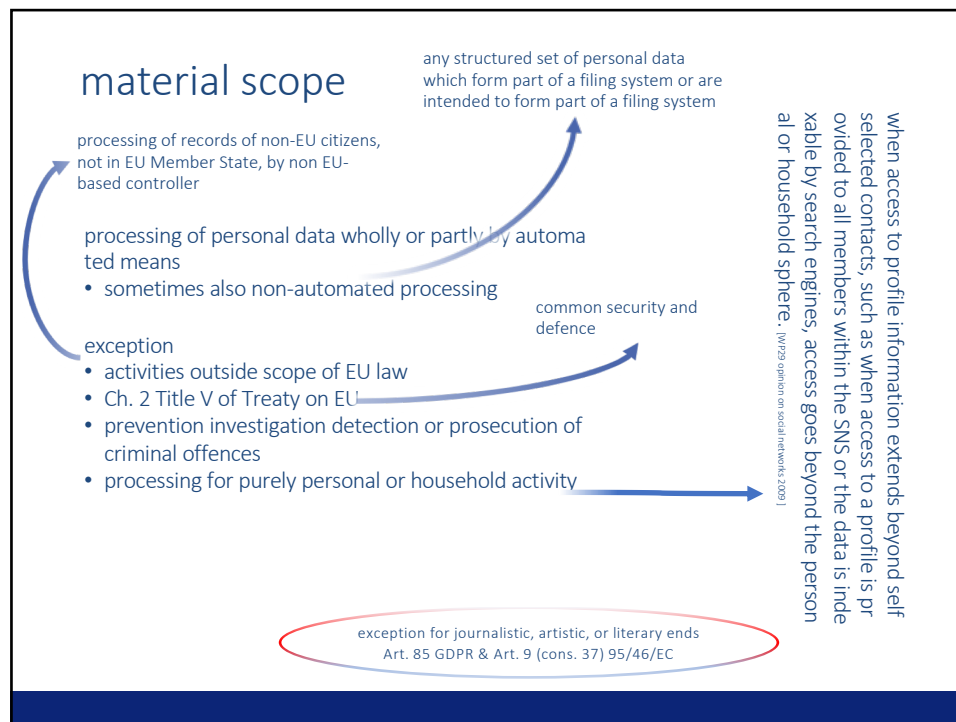 material scope
any structured set of personal data
which form part of a filing system or are
intended to form part of a filing system
processing of records of non-EU citizens,
not in EU Member State, by non EU-
based controller
processing of personal data wholly or partly by automa
ted means
• sometimes also non-automated processing
common security and
defence
exception
• activities outside scope of EU law
• Ch. 2 Title V of Treaty on EU
• prevention investigation detection or prosecution of
criminal offences
• processing for purely personal or household activity
when access to profile information extends beyond self
selected contacts, such as when access to a profile is pr
ovided to all members within the SNS or the data is inde
xable by search engines, access goes beyond the person
al or household sphere. [WP29 opinion on social networks 2009 ]
exception for journalistic, artistic, or literary ends
Art. 85 GDPR & Art. 9 (cons. 37) 95/46/EC